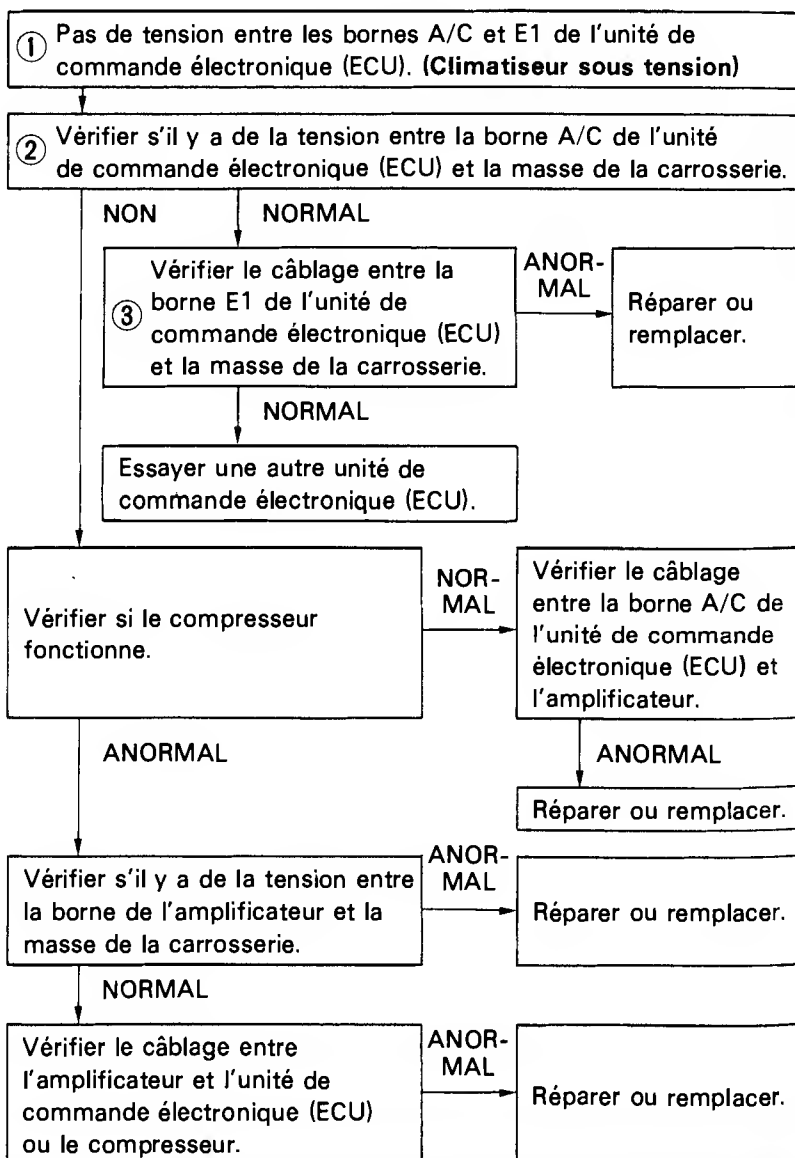 ① Pas de tension entre les bornes A/C et E1 de l'unité de
commande électronique (ECU). (Climatiseur sous tension)
② Vérifier s'il y a de la tension entre la borne A/C de l'unité
de commande électronique (ECU) et la masse de la carrosserie.
NON
NORMAL
③ Vérifier le câblage entre la
borne E1 de l'unité de
commande électronique (ECU)
et la masse de la carrosserie.
ANOR-
MAL
Réparer ou
remplacer.
NORMAL
Essayer une autre unité de
commande électronique (ECU).
Vérifier si le compresseur
fonctionne.
NOR-
MAL
Vérifier le câblage
entre la borne A/C de
l'unité de commande
électronique (ECU) et
l'amplificateur.
ANORMAL
ANORMAL
Réparer ou remplacer.
Vérifier s'il y a de la tension entre
la borne de l'amplificateur et la
masse de la carrosserie.
ANOR-
MAL
Réparer ou remplacer.
NORMAL
Vérifier le câblage entre
l'amplificateur et l'unité de
commande électronique (ECU)
ou le compresseur.
ANOR-
MAL
Réparer ou remplacer.